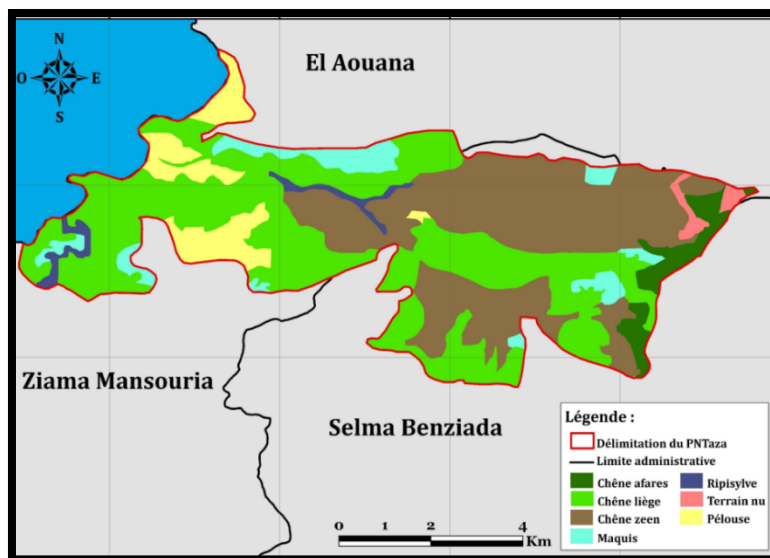 El Aouana
N
O E
S
Ziama Mansouria
Selma Benziada
Légende :
Délimitation du PNTaza
Limite administrative
Chêne afares
Ripisylve
Chêne liège
Terrain nu
Chêne zeen
Pélouse
Maquis
0 1 2 4
Km